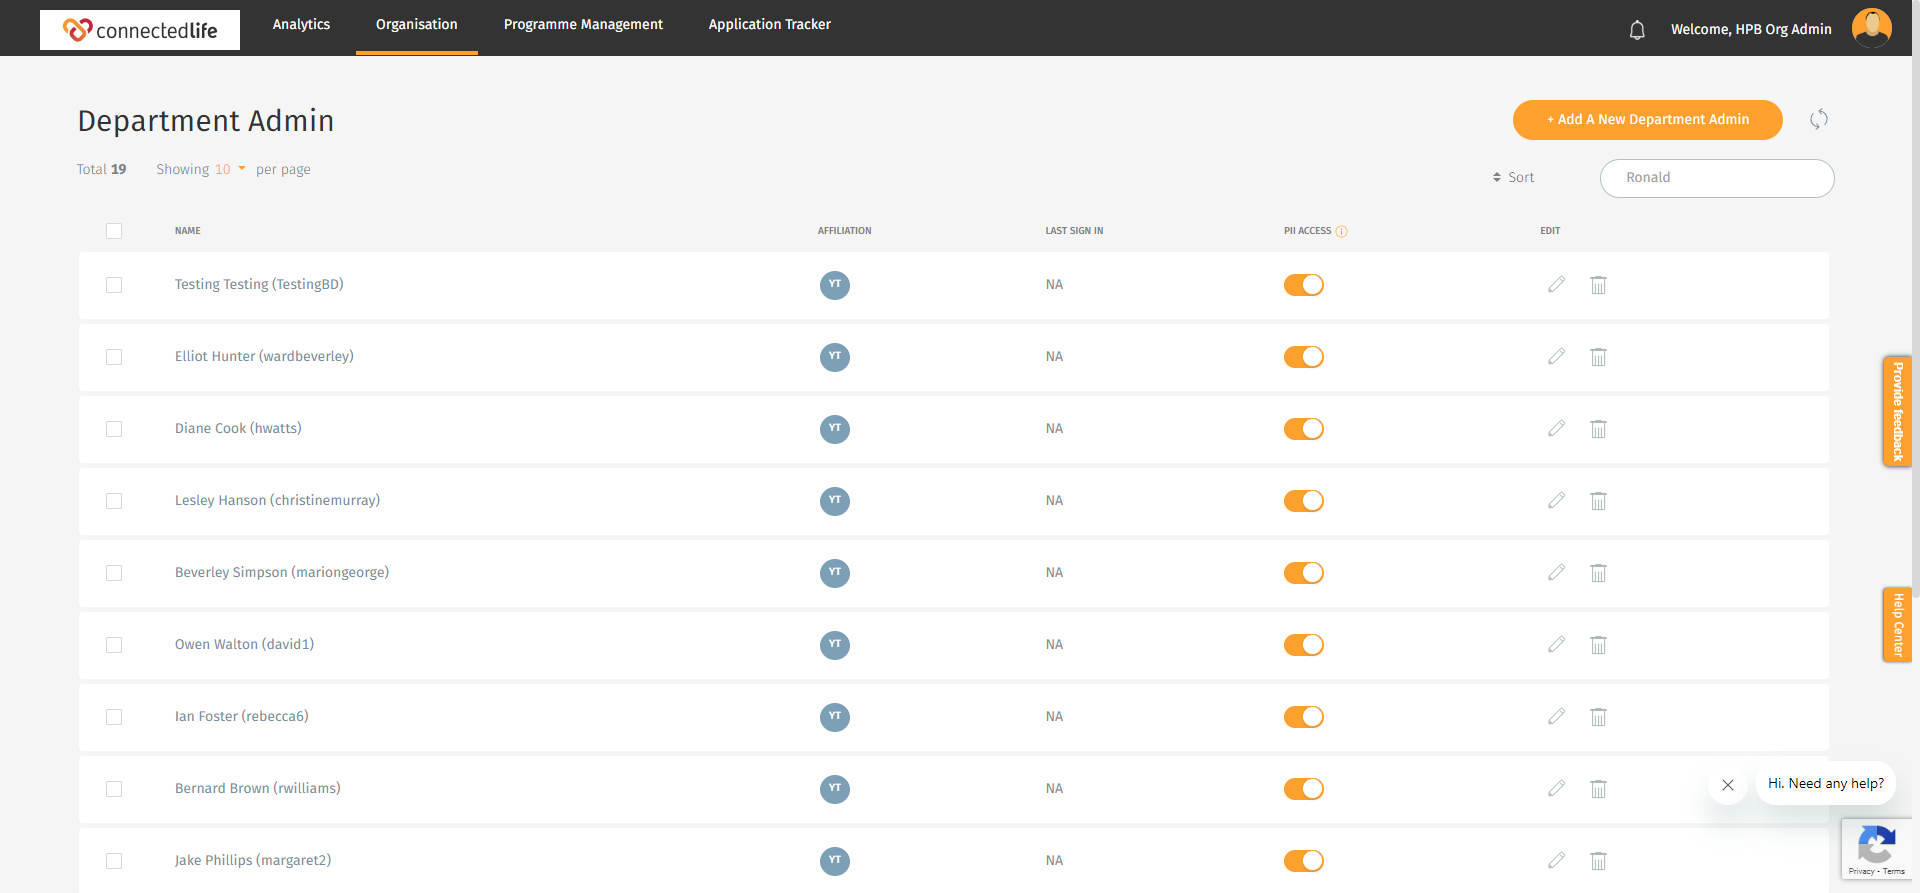 connectedlife Analytics Organisation Programme Management Application Tracker Welcome, HPB Org Admin
Department Admin
+ Add A New Department Admin
Total 19 Showing 10 per page
Sort
Ronald
NAME AFFILIATION LAST SIGN IN PII ACCESS EDIT
Testing Testing (TestingBD) YT NA
Elliot Hunter (wardbeverley) YT NA
Diane Cook (hwatts) YT NA
Lesley Hanson (christinemurray) YT NA
Beverley Simpson (mariongeorge) YT NA
Owen Walton (david1) YT NA
Ian Foster (rebecca6) YT NA
Bernard Brown (rwilliams) YT NA
Jake Phillips (margaret2) YT NA
Provide feedback
Help Center
Hi. Need any help?
Privacy - Terms